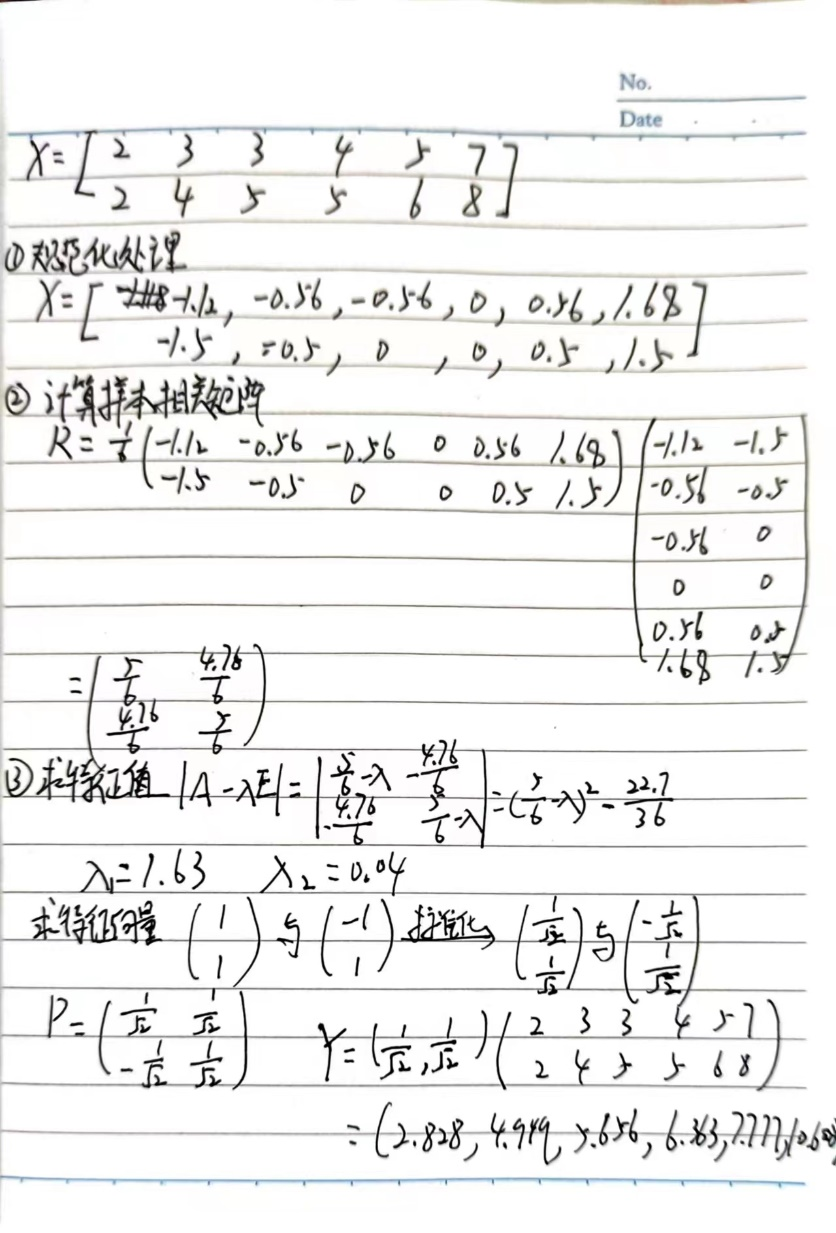 No.
Date
X = [ 2 3 3 4 5 7
2 4 5 5 6 8 ]
① 规范化处理
X = [ -1.12, -0.56, -0.56, 0, 0.56, 1.68
-1.5, -0.5, 0, 0, 0.5, 1.5 ]
② 计算样本相关矩阵
R = 1/6 ( -1.12 -0.56 -0.56 0 0.56 1.68 ) ( -1.12 -1.5
( -1.5 -0.5 0 0 0.5 1.5 ) -0.56 -0.5
-0.56 0
0 0
0.56 0.5
1.68 1.5 )
= ( 5/6 4.76/6
4.76/6 5/6 )
③ 求特征值 |A - λE| = | 5/6 - λ -4.76/6
-4.76/6 5/6 - λ | = (5/6 - λ)² - 22.7/36
λ₁ = 1.63 λ₂ = 0.04
求特征向量 ( 1 1 ) 与 ( -1 1 ) 标准化→ ( 1/√2 1/√2 ) 与 ( -1/√2 1/√2 )
P = ( 1/√2 1/√2
-1/√2 1/√2 )
Y = ( 1/√2, 1/√2 ) ( 2 3 3 4 5 7
2 4 5 5 6 8 )
= (2.828, 4.949, 5.656, 6.363, 7.777,